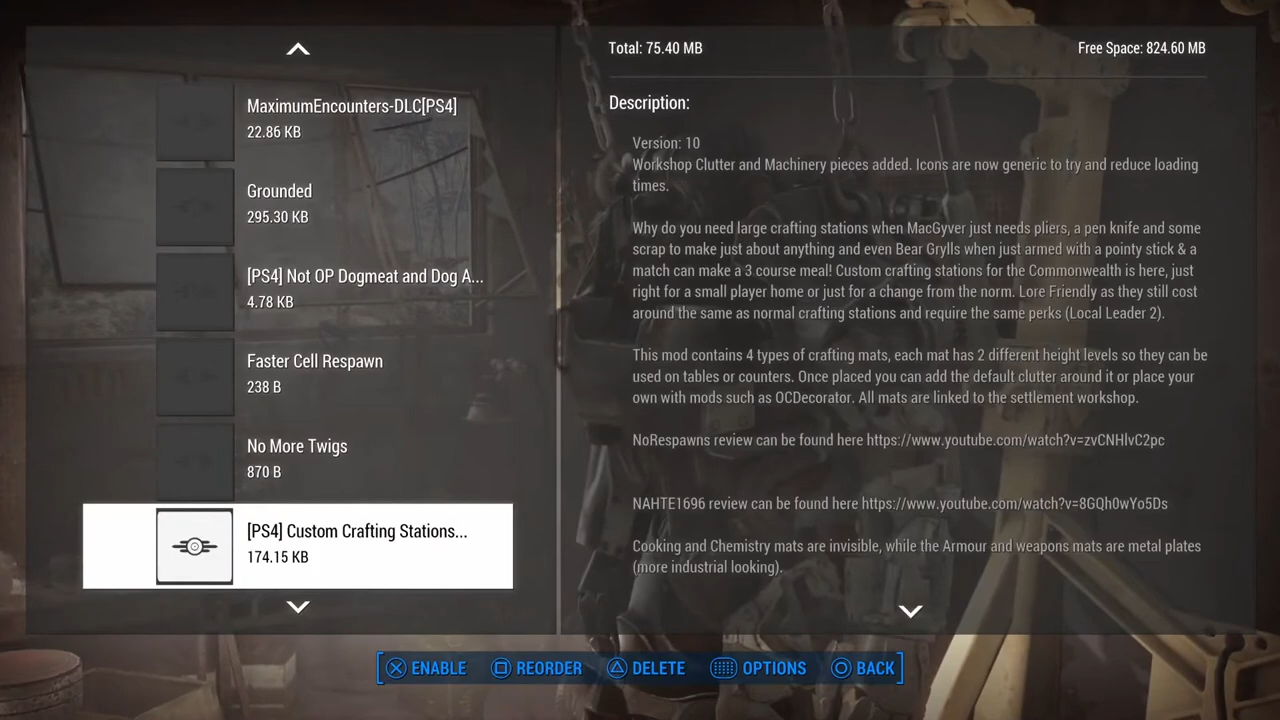 MaximumEncounters-DLC[PS4]
22.86 KB
Grounded
295.30 KB
[PS4] Not OP Dogmeat and Dog A...
4.78 KB
Faster Cell Respawn
238 B
No More Twigs
870 B
[PS4] Custom Crafting Stations...
174.15 KB
Total: 75.40 MB
Free Space: 824.60 MB
Description:
Version: 10
Workshop Clutter and Machinery pieces added. Icons are now generic to try and reduce loading
times.
Why do you need large crafting stations when MacGyver just needs pliers, a pen knife and some
scrap to make just about anything and even Bear Grylls when just armed with a pointy stick & a
match can make a 3 course meal! Custom crafting stations for the Commonwealth is here, just
right for a small player home or just for a change from the norm. Lore Friendly as they still cost
around the same as normal crafting stations and require the same perks (Local Leader 2).
This mod contains 4 types of crafting mats, each mat has 2 different height levels so they can be
used on tables or counters. Once placed you can add the default clutter around it or place your
own with mods such as OCDecorator. All mats are linked to the settlement workshop.
NoRespawns review can be found here https://www.youtube.com/watch?v=zvCNHlvC2pc
NAHTE1696 review can be found here https://www.youtube.com/watch?v=8GQh0wYo5Ds
Cooking and Chemistry mats are invisible, while the Armour and weapons mats are metal plates
(more industrial looking).
ENABLE
REORDER
DELETE
OPTIONS
BACK